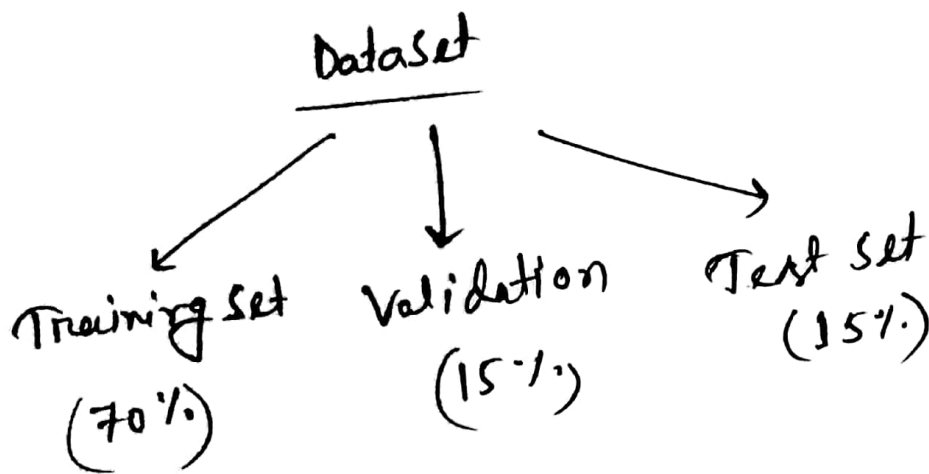 Dataset
Training set
(70%)
Validation
(15%)
Test set
(15%)